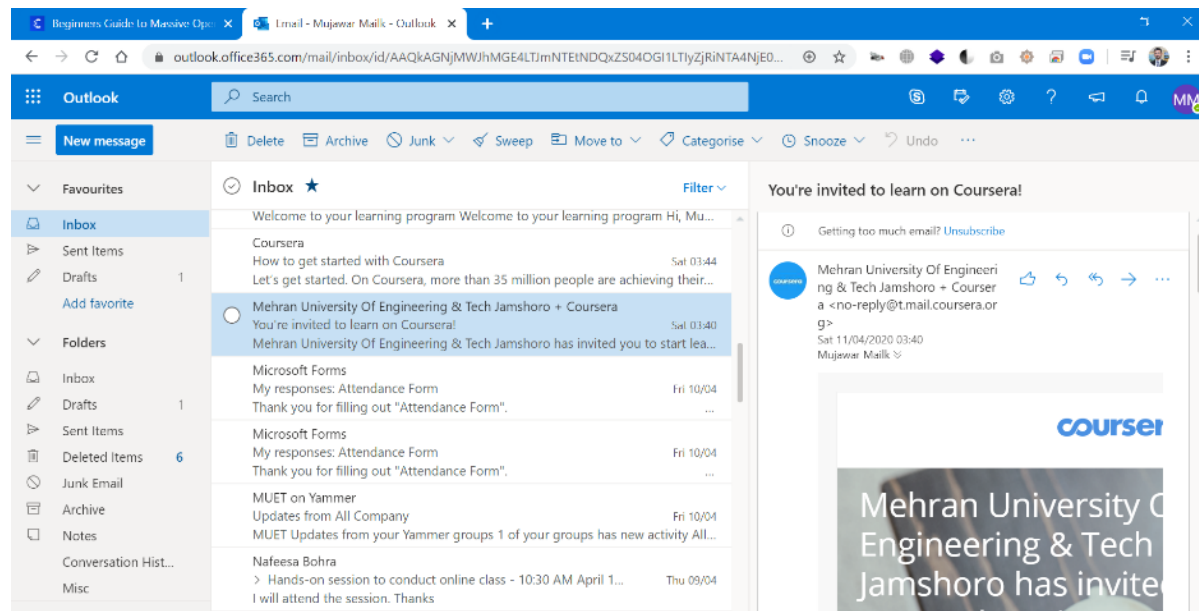 Beginners Guide to Massive Ope
Email - Mujawar Mailk - Outlook
outlook.office365.com/mail/inbox/id/AAQkAGNjMWJhMGE4LTJmNTEtNDQxZS04OGI1LTIyZjRiNTA4NjE0...
Outlook
Search
MM
New message
Delete Archive Junk Sweep Move to Categorise Snooze Undo ...
Favourites
Inbox
Sent Items
Drafts 1
Add favorite
Folders
Inbox
Drafts 1
Sent Items
Deleted Items 6
Junk Email
Archive
Notes
Conversation Hist...
Misc
Inbox
Filter
Welcome to your learning program Welcome to your learning program Hi, Mu...
Coursera
How to get started with Coursera Sat 03:44
Let's get started. On Coursera, more than 35 million people are achieving their...
Mehran University Of Engineering & Tech Jamshoro + Coursera
You're invited to learn on Coursera! Sat 03:40
Mehran University Of Engineering & Tech Jamshoro has invited you to start lea...
Microsoft Forms
My responses: Attendance Form Fri 10/04
Thank you for filling out "Attendance Form". ...
Microsoft Forms
My responses: Attendance Form Fri 10/04
Thank you for filling out "Attendance Form". ...
MUET on Yammer
Updates from All Company Fri 10/04
MUET Updates from your Yammer groups 1 of your groups has new activity All...
Nafeesa Bohra
> Hands-on session to conduct online class - 10:30 AM April 1... Thu 09/04
I will attend the session. Thanks
You're invited to learn on Coursera!
Getting too much email? Unsubscribe
coursera
Mehran University Of Engineeri
ng & Tech Jamshoro + Courser
a <no-reply@t.mail.coursera.or
g>
Sat 11/04/2020 03:40
Mujawar Mailk
courser
Mehran University O
Engineering & Tech
Jamshoro has invite